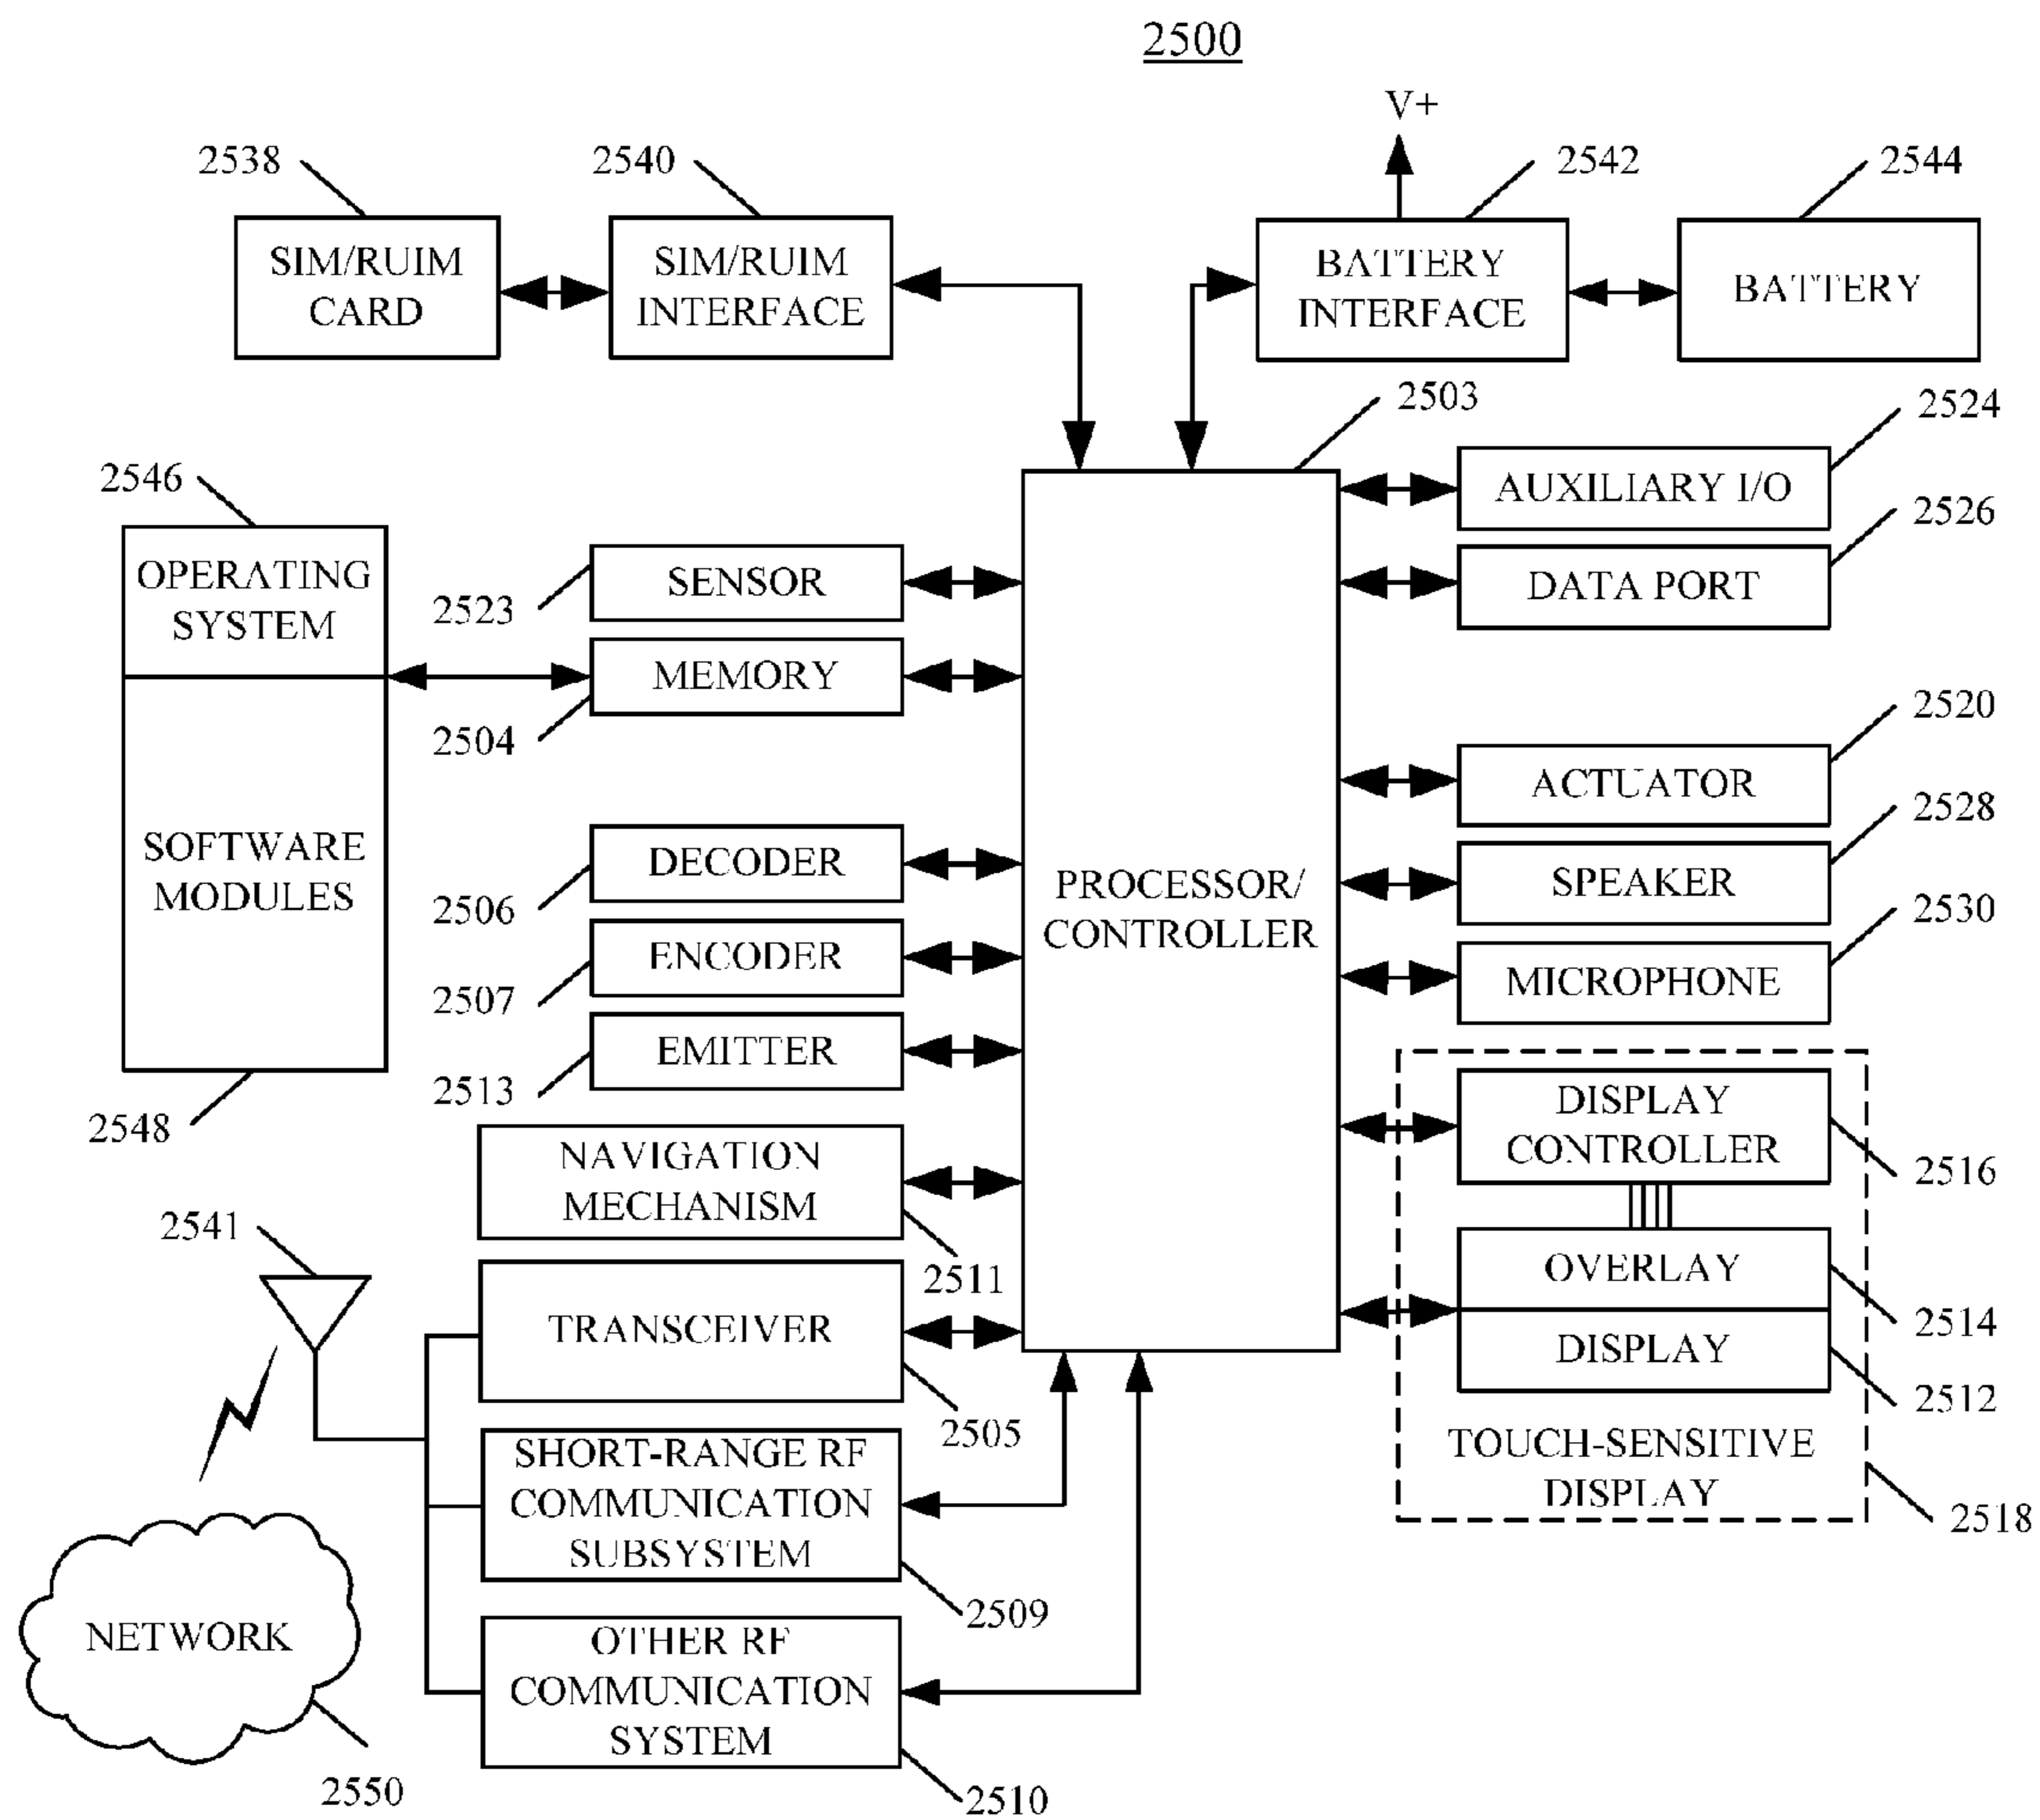 2500
V+
2538
2540
2542
2544
SIM/RUIM
CARD
SIM/RUIM
INTERFACE
BATTERY
INTERFACE
BATTERY
2503
2524
2546
AUXILIARY I/O
2526
OPERATING
SYSTEM
SENSOR
2523
DATA PORT
MEMORY
2504
2520
ACTUATOR
2528
SOFTWARE
MODULES
DECODER
2506
PROCESSOR/
CONTROLLER
SPEAKER
2530
ENCODER
2507
MICROPHONE
EMITTER
2513
2548
DISPLAY
CONTROLLER
2516
NAVIGATION
MECHANISM
2511
2541
OVERLAY
2514
TRANSCEIVER
2505
DISPLAY
2512
TOUCH-SENSITIVE
DISPLAY
2518
SHORT-RANGE RF
COMMUNICATION
SUBSYSTEM
2509
NETWORK
2550
OTHER RF
COMMUNICATION
SYSTEM
2510